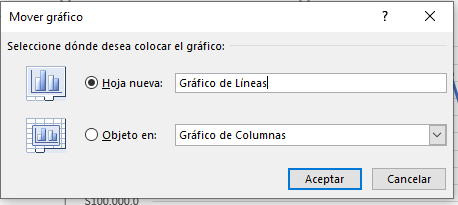 Mover gráfico
?
Seleccione dónde desea colocar el gráfico:
Hoja nueva:
Gráfico de Líneas
Objeto en:
Gráfico de Columnas
Aceptar
Cancelar
$100.000,0